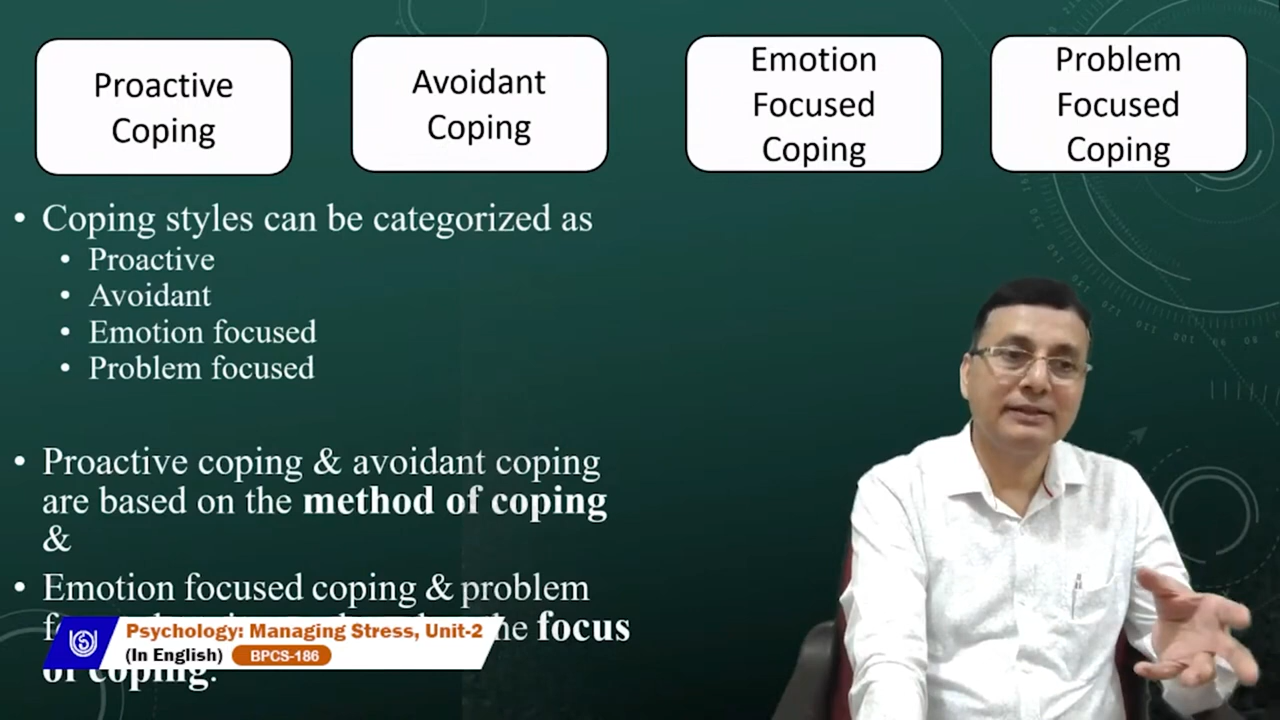 Proactive
Coping
Avoidant
Coping
Emotion
Focused
Coping
Problem
Focused
Coping
• Coping styles can be categorized as
• Proactive
• Avoidant
• Emotion focused
• Problem focused
• Proactive coping & avoidant coping
are based on the method of coping
&
• Emotion focused coping & problem
focus
of coping.
Psychology: Managing Stress, Unit-2
(In English) BPCS-186